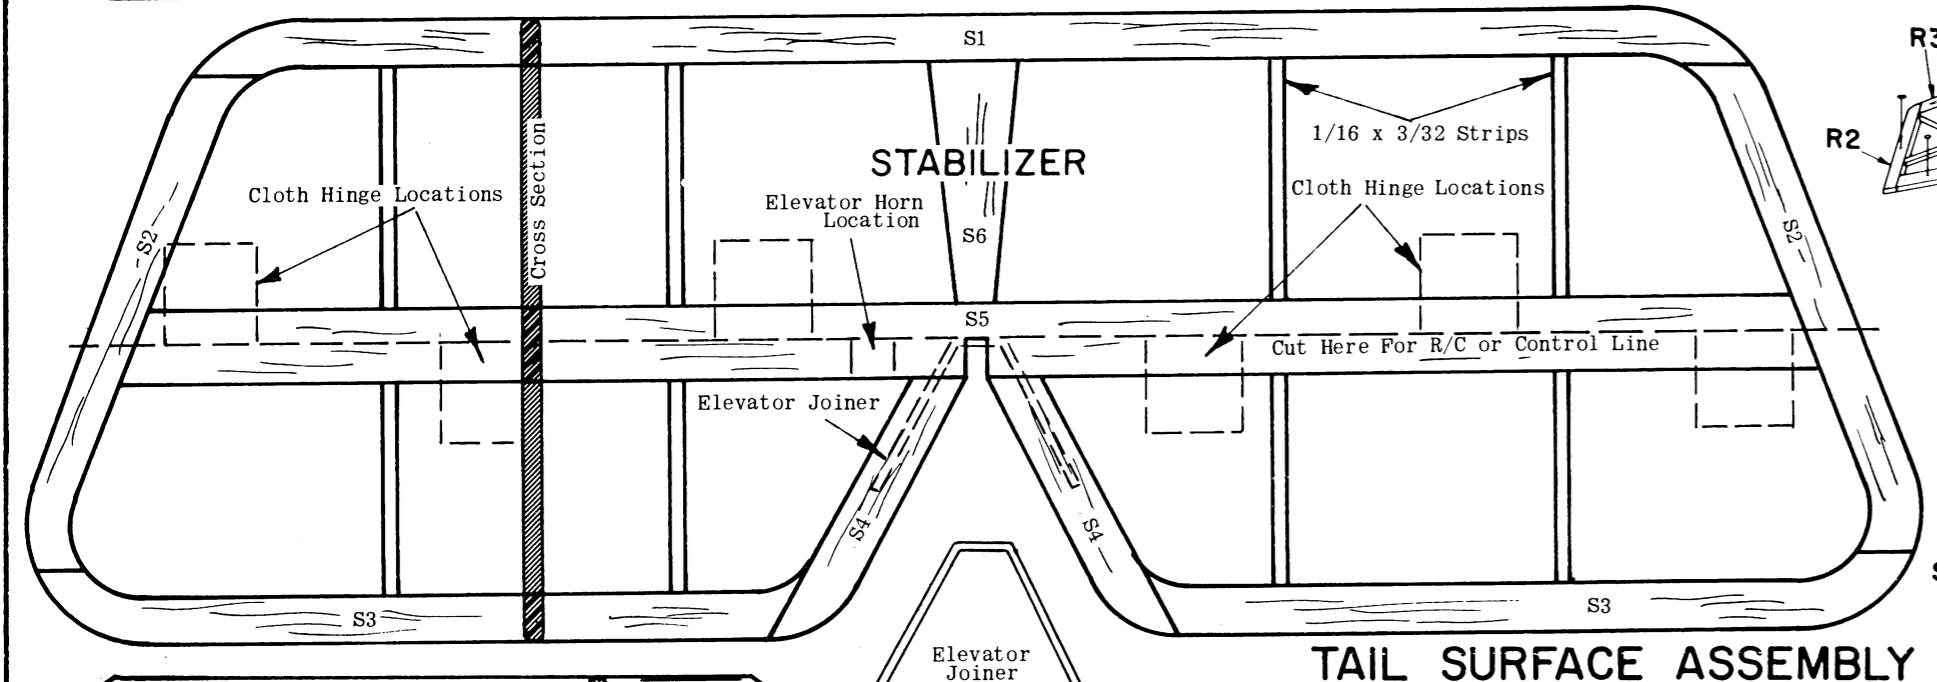 S1
R3
1/16 x 3/32 Strips
R2
STABILIZER
Cloth Hinge Locations
Cross Section
Elevator Horn
Location
Cloth Hinge Locations
S2
S6
S2
S5
Cut Here For R/C or Control Line
Elevator Joiner
S4
S4
S3
S3
Elevator
Joiner
TAIL SURFACE ASSEMBLY